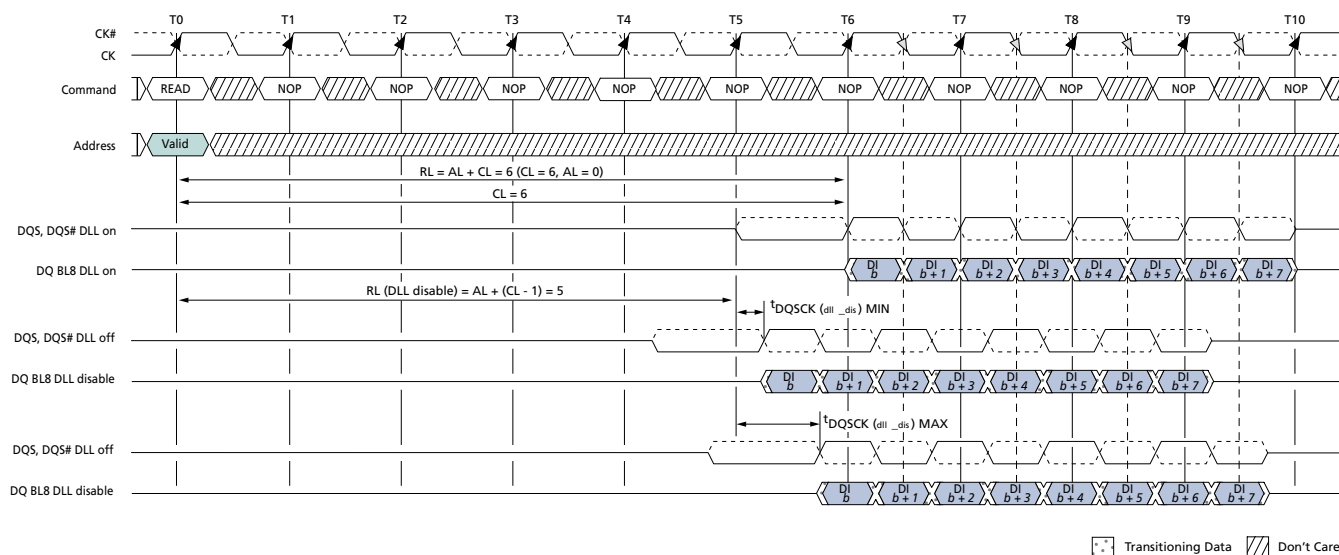 T0 T1 T2 T3 T4 T5 T6 T7 T8 T9 T10
CK#
CK
Command READ NOP NOP NOP NOP NOP NOP NOP NOP NOP NOP
Address Valid
RL = AL + CL = 6 (CL = 6, AL = 0)
CL = 6
DQS, DQS# DLL on
DQ BL8 DLL on DI b DI b + 1 DI b + 2 DI b + 3 DI b + 4 DI b + 5 DI b + 6 DI b + 7
RL (DLL disable) = AL + (CL - 1) = 5
tDQSCK (dll _dis) MIN
DQS, DQS# DLL off
DQ BL8 DLL disable DI b DI b + 1 DI b + 2 DI b + 3 DI b + 4 DI b + 5 DI b + 6 DI b + 7
tDQSCK (dll _dis) MAX
DQS, DQS# DLL off
DQ BL8 DLL disable DI b DI b + 1 DI b + 2 DI b + 3 DI b + 4 DI b + 5 DI b + 6 DI b + 7
Transitioning Data Don't Care